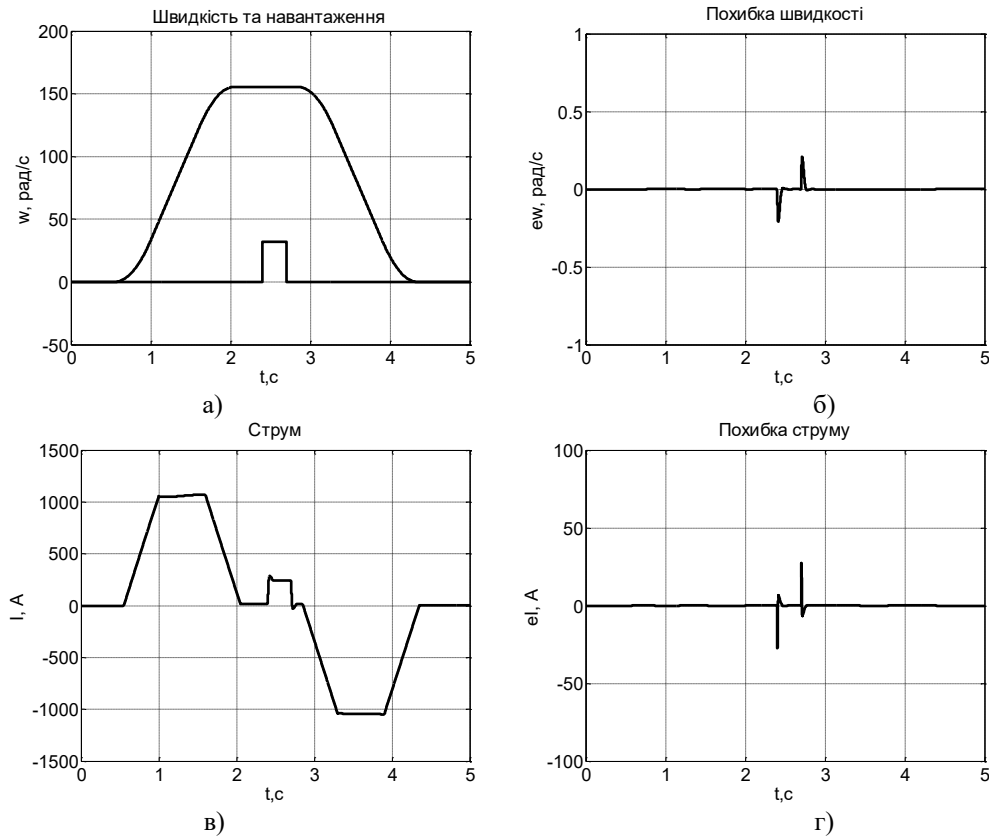 Швидкість та навантаження
200
150
100
50
0
-50
w, рад/с
0 1 2 3 4 5
t,c
а)
Похибка швидкості
1
0.5
0
-0.5
-1
ew, рад/с
0 1 2 3 4 5
t,c
б)
Струм
1500
1000
500
0
-500
-1000
-1500
I, A
0 1 2 3 4 5
t,c
в)
Похибка струму
100
50
0
-50
-100
eI, A
0 1 2 3 4 5
t,c
г)